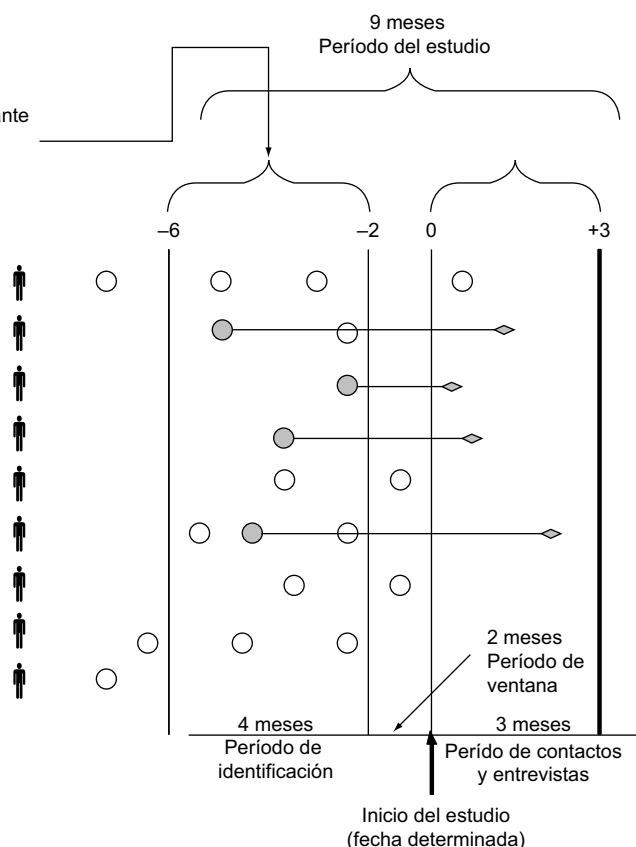 9 meses
Período del estudio
ante
–6
–2
0
+3
2 meses
Período de
ventana
4 meses
Período de
identificación
3 meses
Perído de contactos
y entrevistas
Inicio del estudio
(fecha determinada)